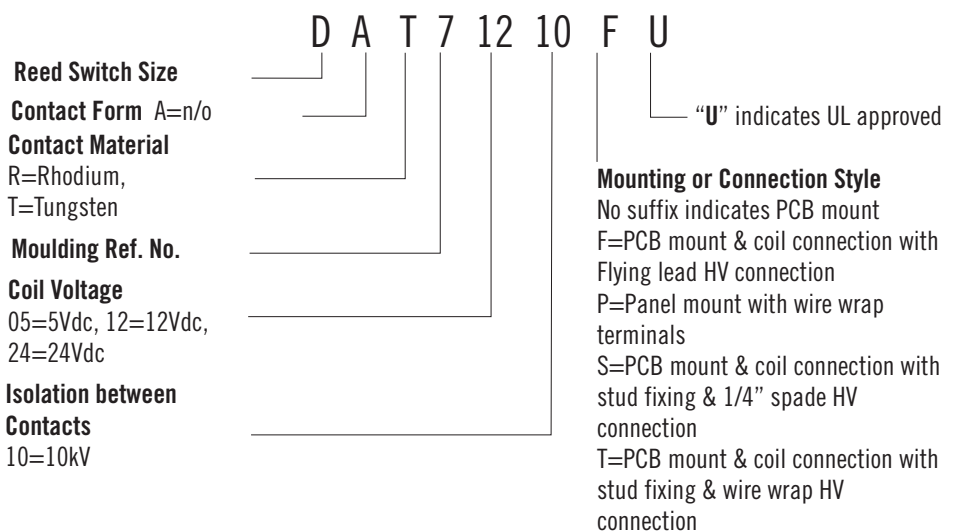 D A T 7 12 10 F U
Reed Switch Size
Contact Form A=n/o
Contact Material
R=Rhodium,
T=Tungsten
Moulding Ref. No.
Coil Voltage
05=5Vdc, 12=12Vdc,
24=24Vdc
Isolation between
Contacts
10=10kV
“U” indicates UL approved
Mounting or Connection Style
No suffix indicates PCB mount
F=PCB mount & coil connection with
Flying lead HV connection
P=Panel mount with wire wrap
terminals
S=PCB mount & coil connection with
stud fixing & 1/4” spade HV
connection
T=PCB mount & coil connection with
stud fixing & wire wrap HV
connection